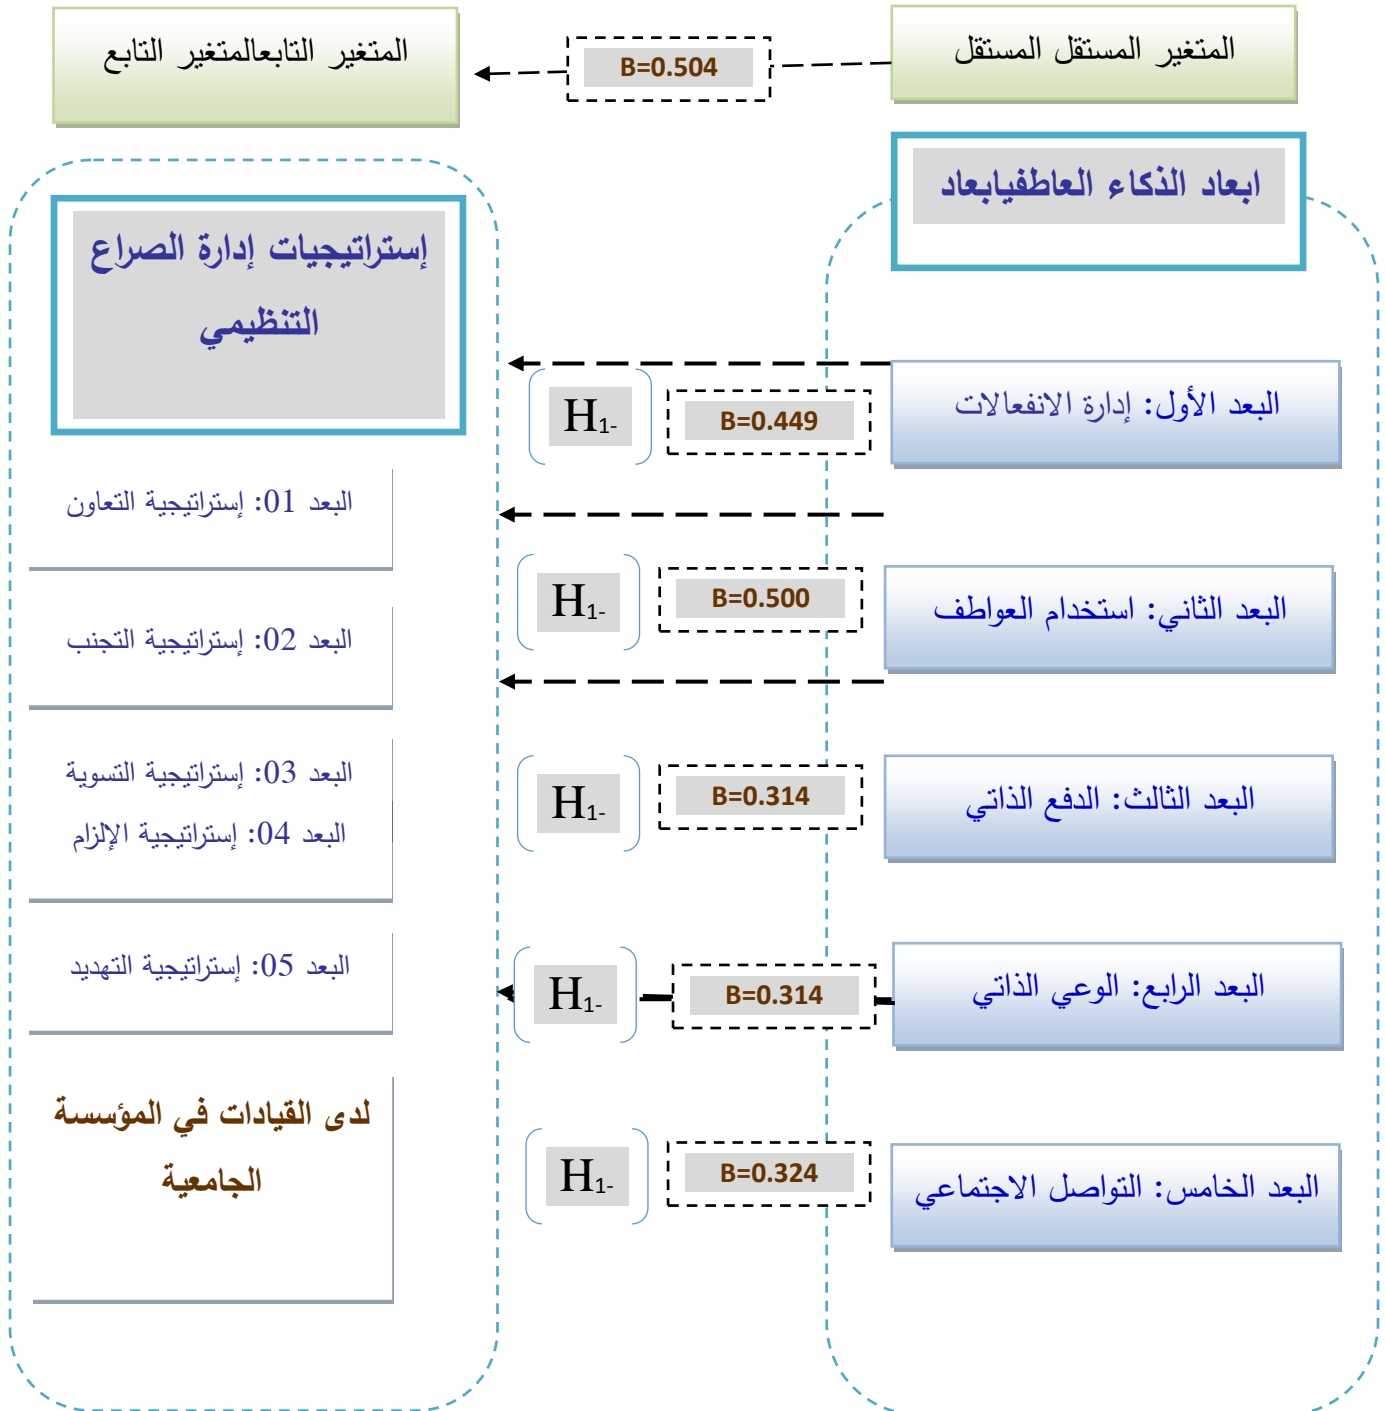 المتغير المستقل المستقل
B=0.504
المتغير التابعالمتغير التابع
ابعاد الذكاء العاطفيابعاد
إستراتيجيات إدارة الصراع
التنظيمي
البعد الأول: إدارة الانفعالات
B=0.449
H1-
البعد 01: إستراتيجية التعاون
البعد الثاني: استخدام العواطف
B=0.500
H1-
البعد 02: إستراتيجية التجنب
البعد الثالث: الدفع الذاتي
B=0.314
H1-
البعد 03: إستراتيجية التسوية
البعد 04: إستراتيجية الإلزام
البعد الرابع: الوعي الذاتي
B=0.314
H1-
البعد 05: إستراتيجية التهديد
البعد الخامس: التواصل الاجتماعي
B=0.324
H1-
لدى القيادات في المؤسسة
الجامعية